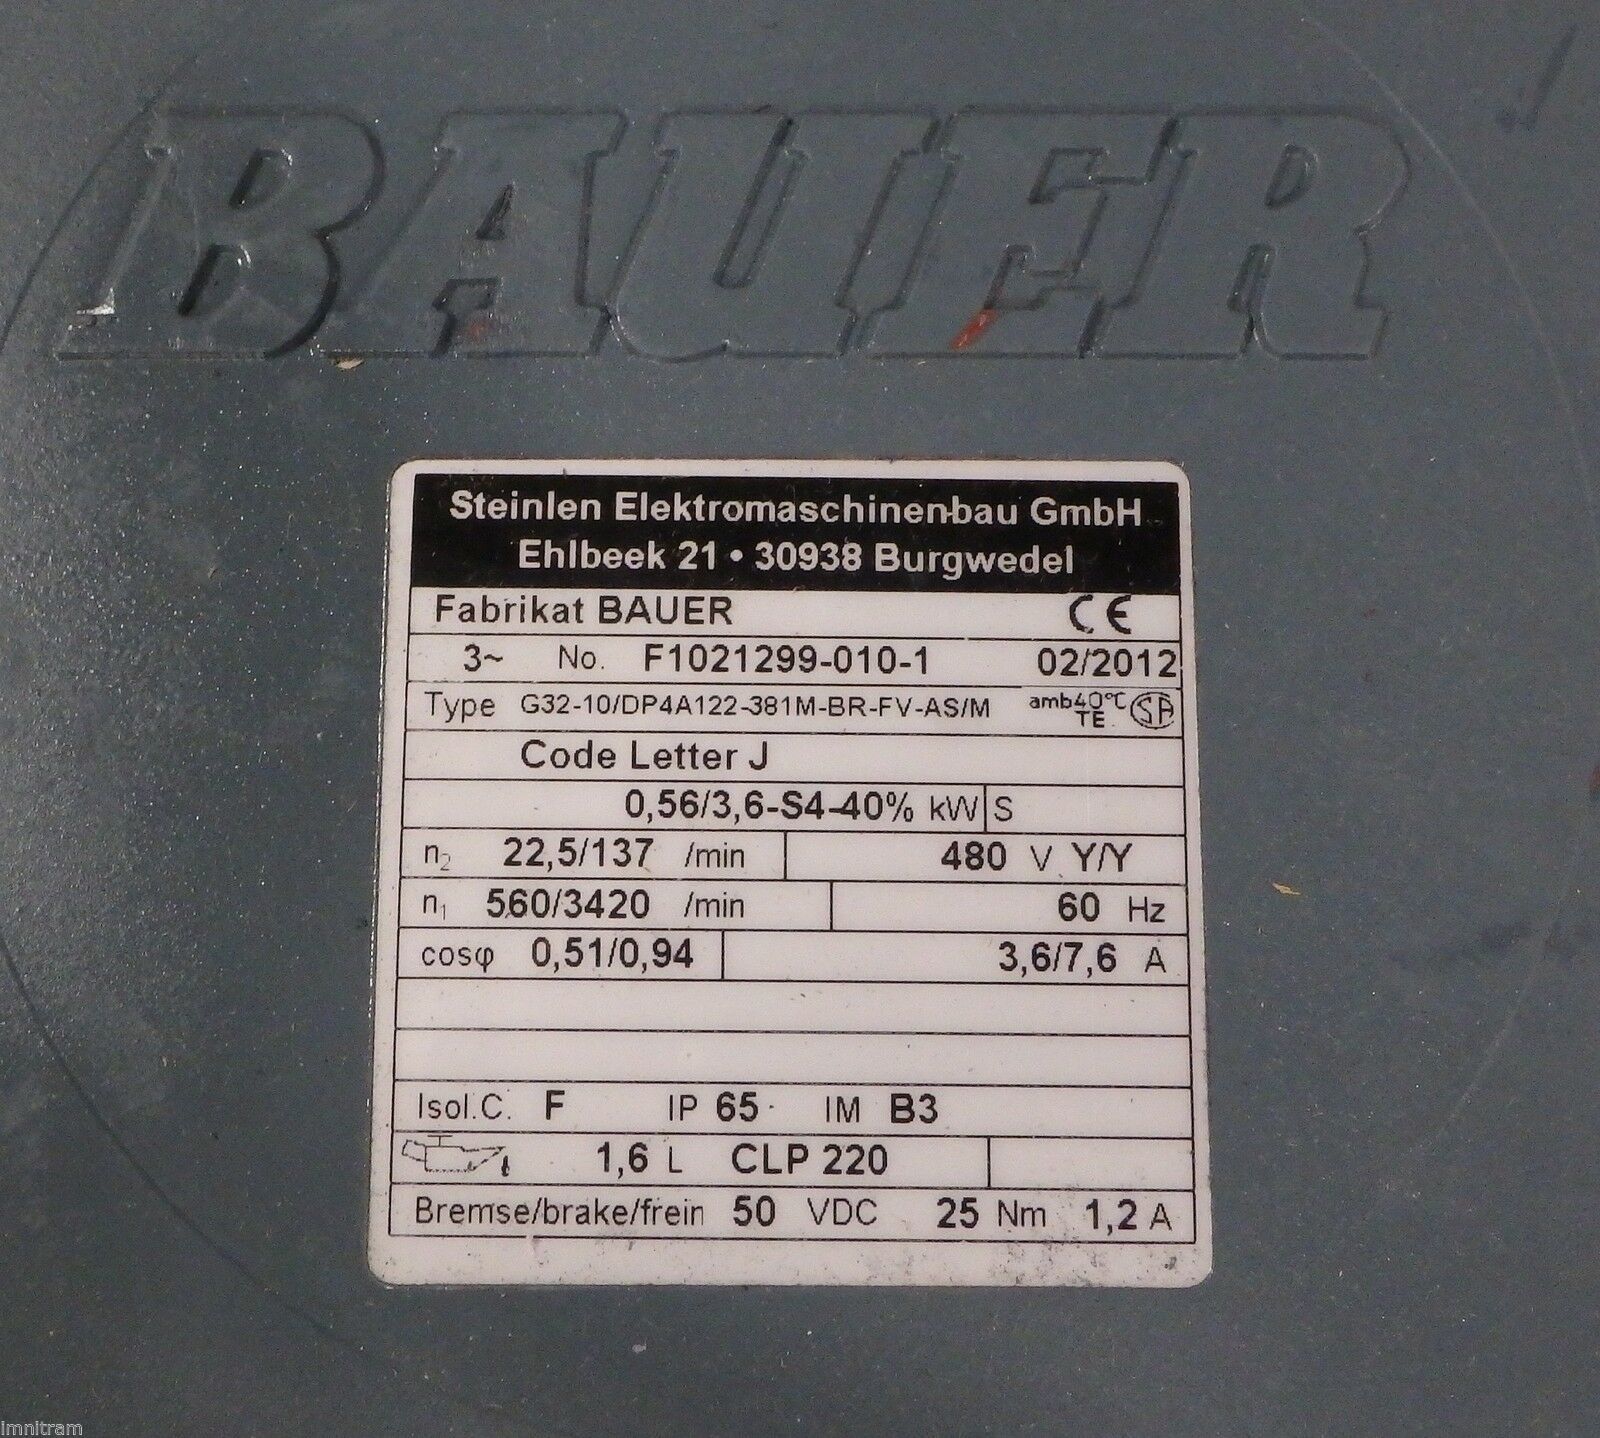 BAUER
Steinlen Elektromaschinenbau GmbH
Ehlbeek 21 • 30938 Burgwedel
Fabrikat BAUER CE
3~ No. F1021299-010-1 02/2012
Type G32-10/DP4A122-381M-BR-FV-AS/M amb40°C TE SA
Code Letter J
0,56/3,6-S4-40% kW S
n2 22,5/137 /min 480 V Y/Y
n1 560/3420 /min 60 Hz
cosφ 0,51/0,94 3,6/7,6 A
Isol.C. F IP 65 IM B3
1,6 L CLP 220
Bremse/brake/frein 50 VDC 25 Nm 1,2 A
imnitram